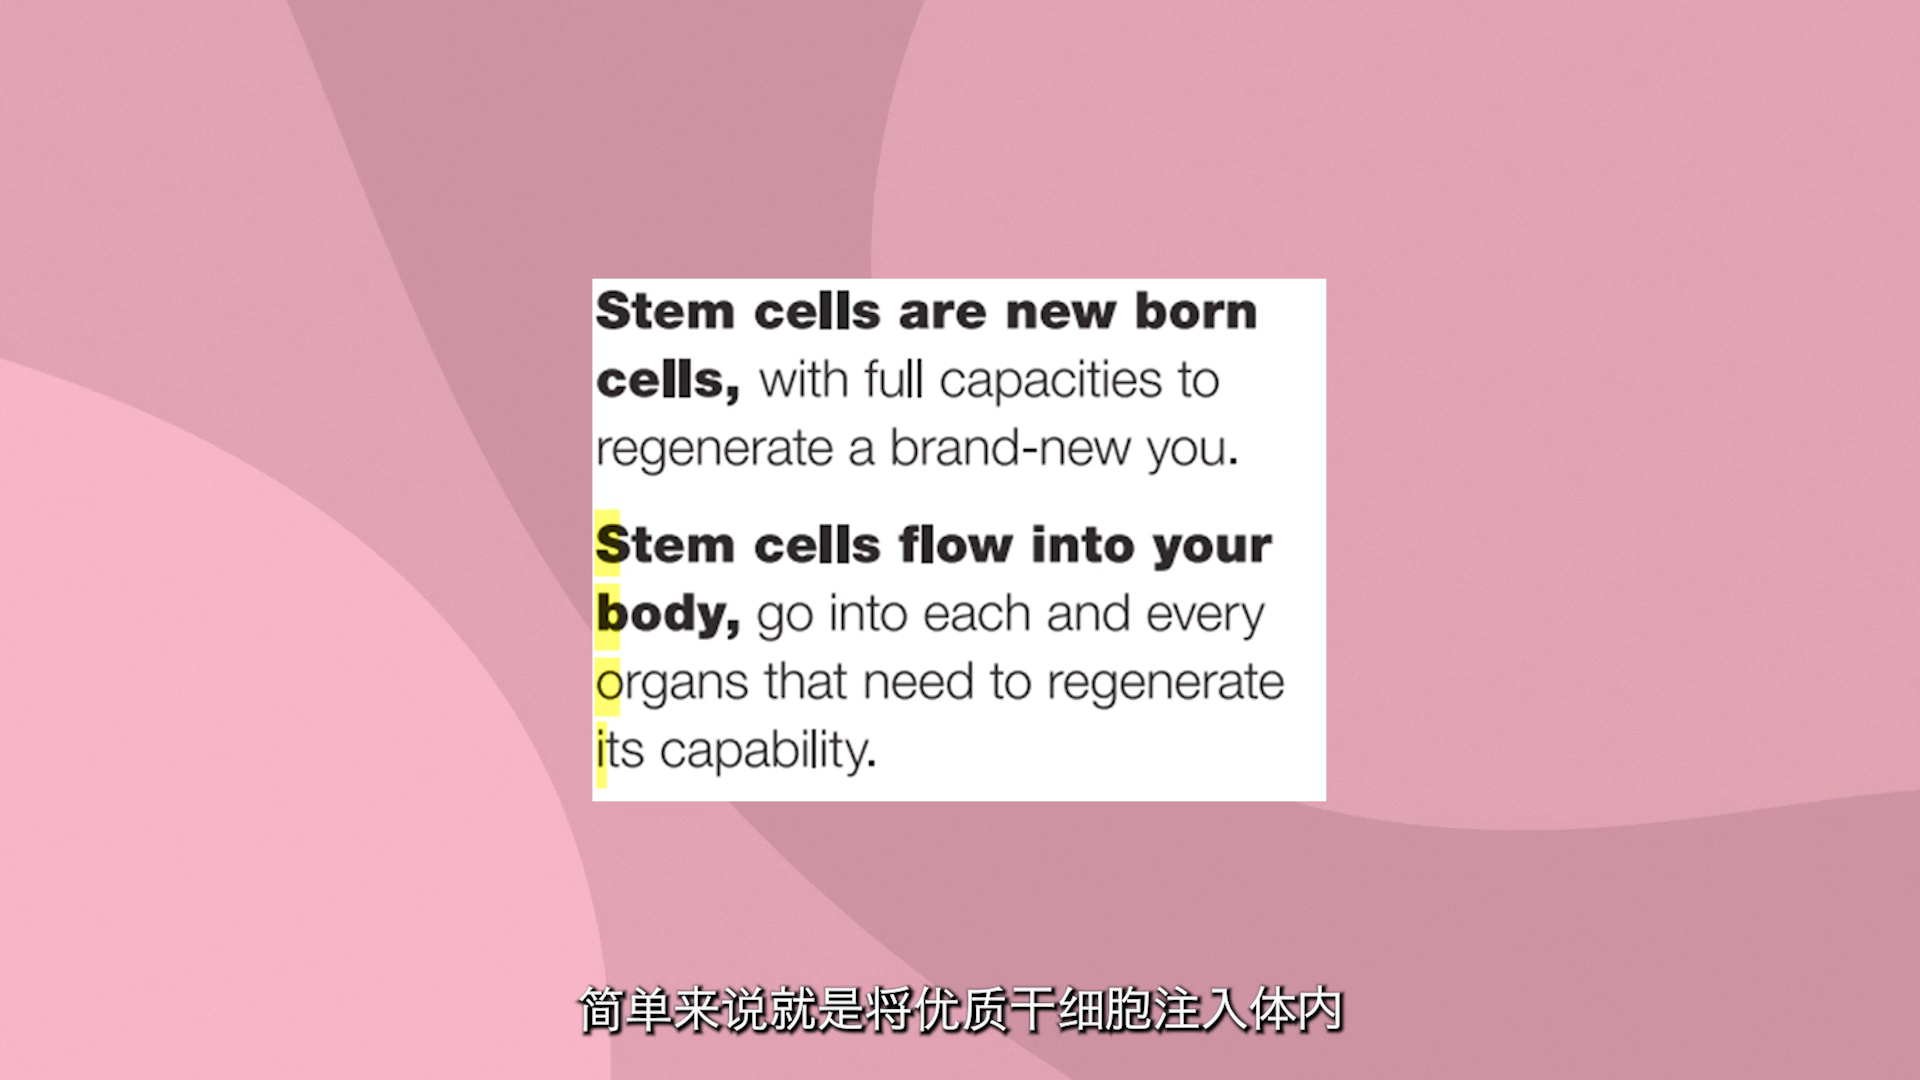 Stem cells are new born
cells, with full capacities to
regenerate a brand-new you.
Stem cells flow into your
body, go into each and every
organs that need to regenerate
its capability.
简单来说就是将优质干细胞注入体内